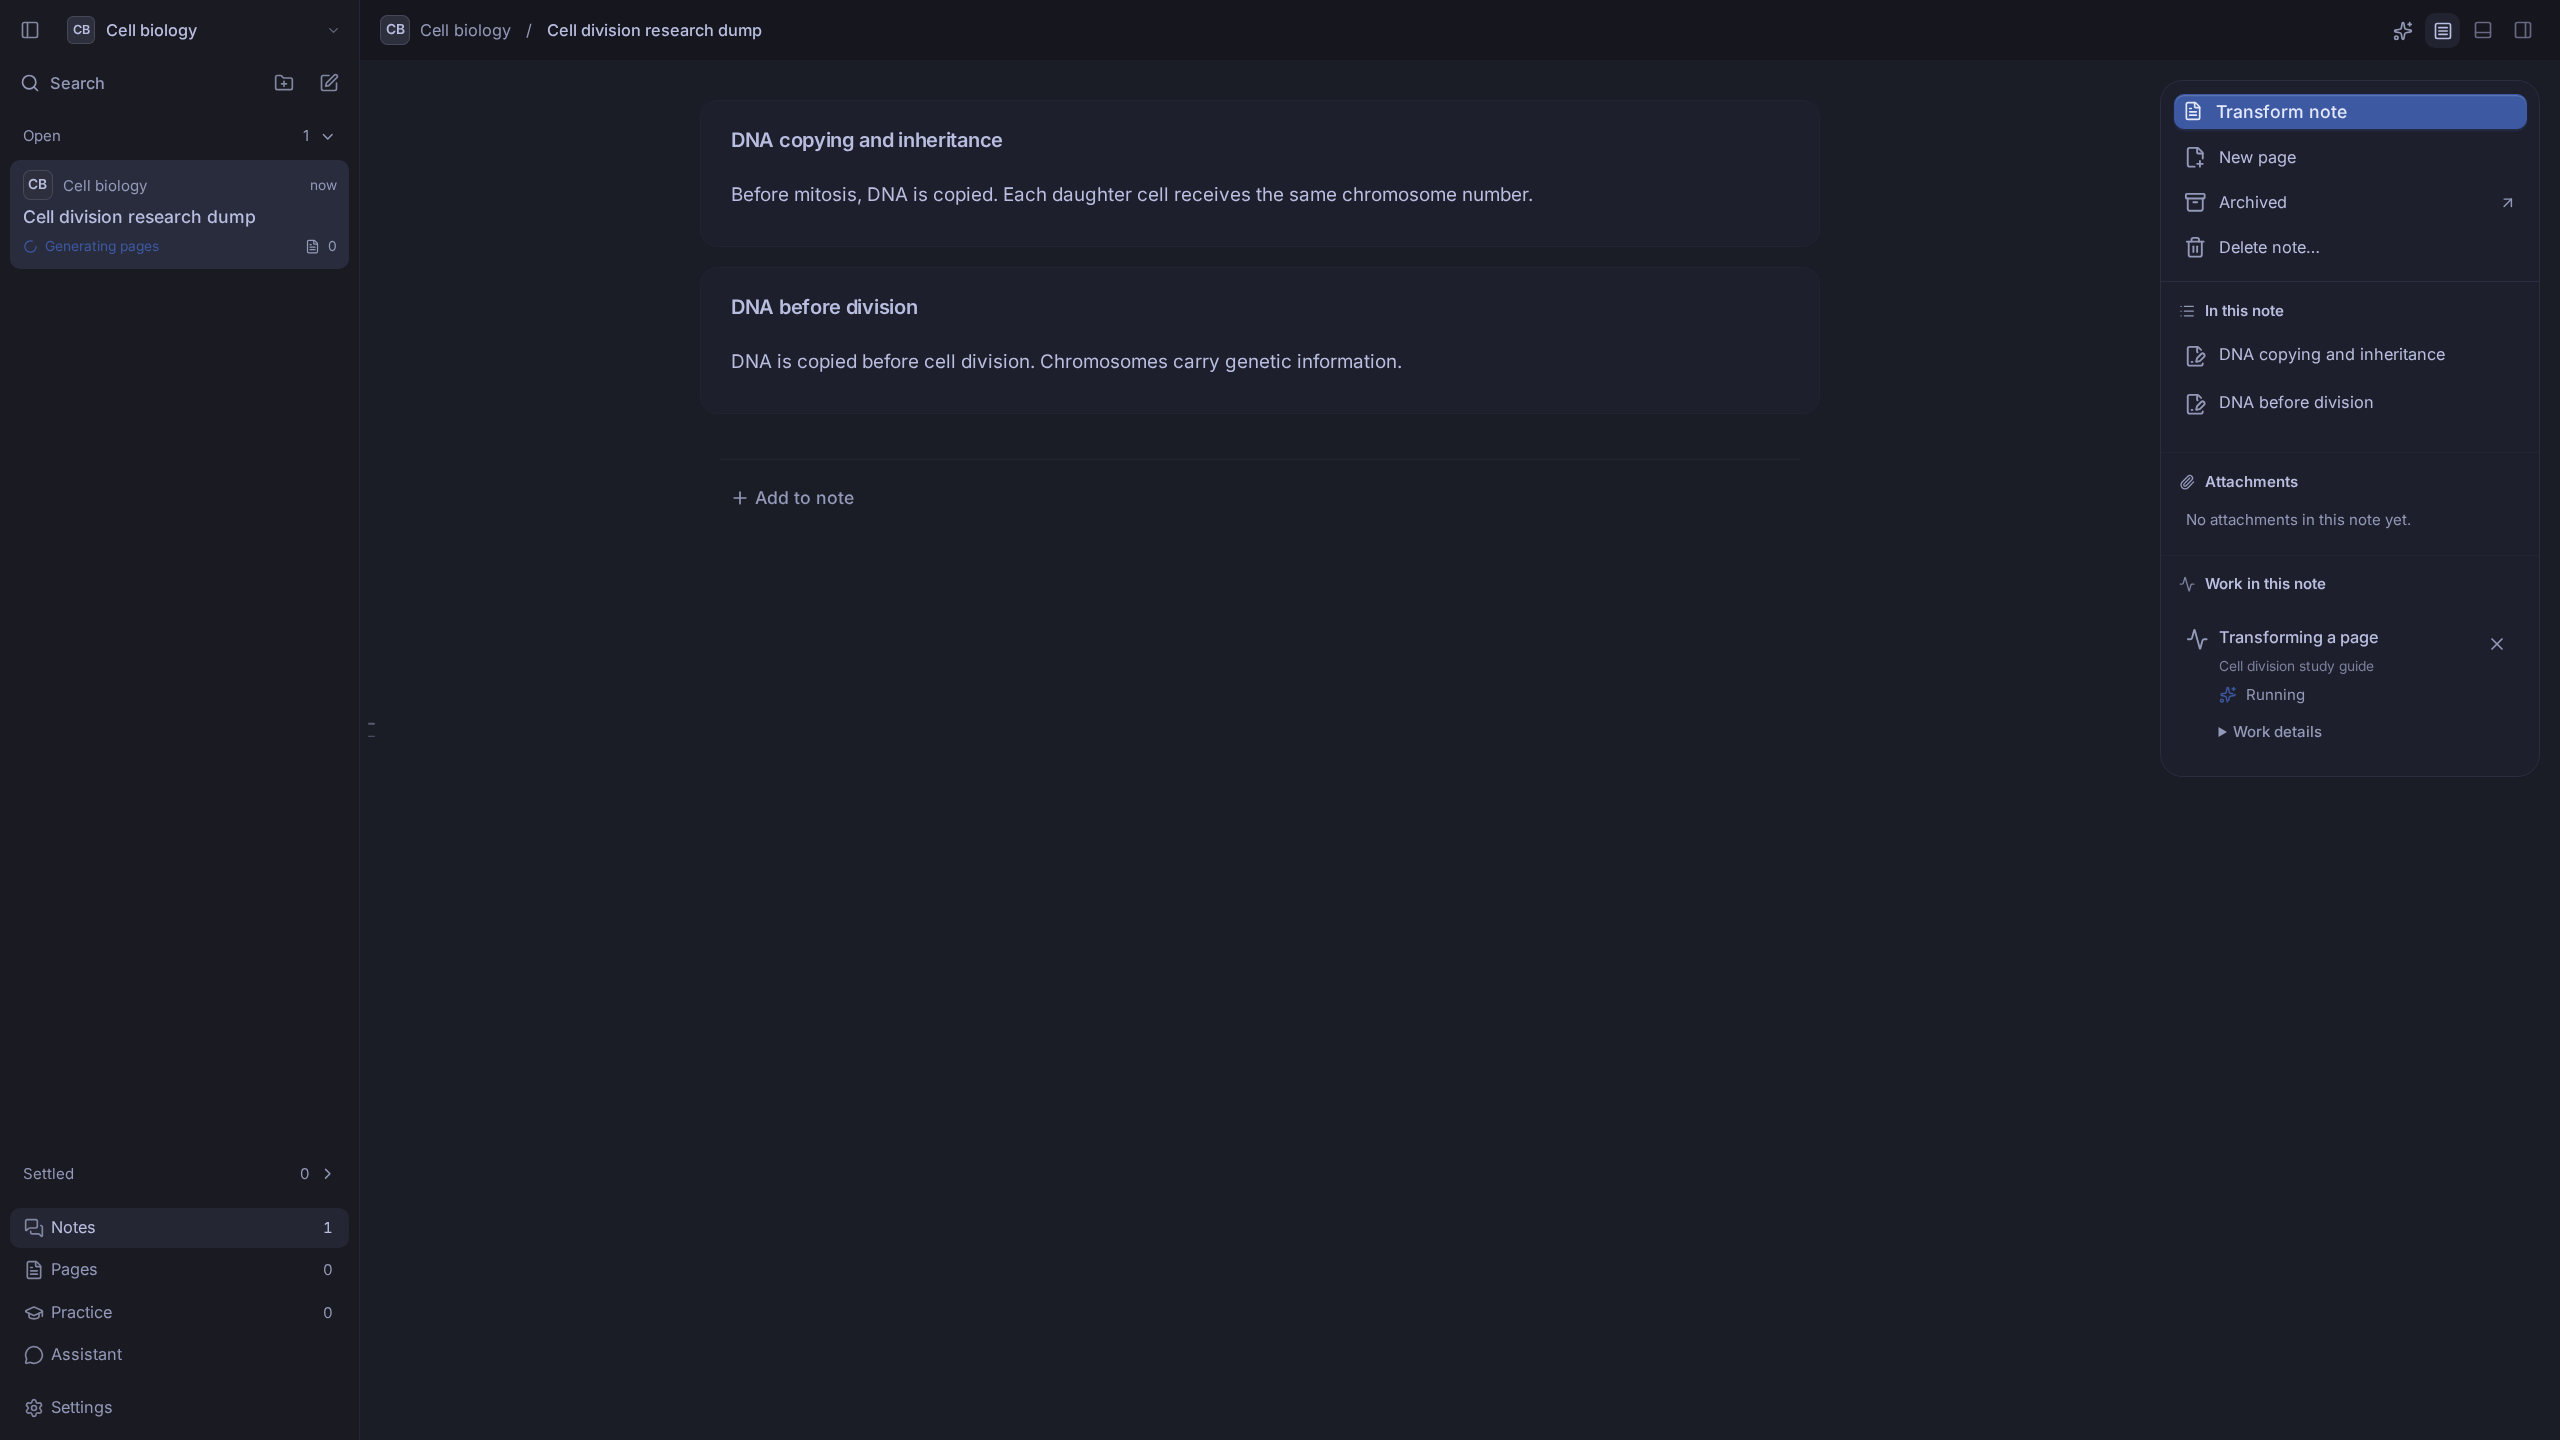 CB Cell biology
Search
Open 1
CB Cell biology now
Cell division research dump
Generating pages 0
Settled 0
Notes 1
Pages 0
Practice 0
Assistant
Settings
CB Cell biology / Cell division research dump
DNA copying and inheritance
Before mitosis, DNA is copied. Each daughter cell receives the same chromosome number.
DNA before division
DNA is copied before cell division. Chromosomes carry genetic information.
Add to note
Transform note
New page
Archived
Delete note...
In this note
DNA copying and inheritance
DNA before division
Attachments
No attachments in this note yet.
Work in this note
Transforming a page
Cell division study guide
Running
Work details